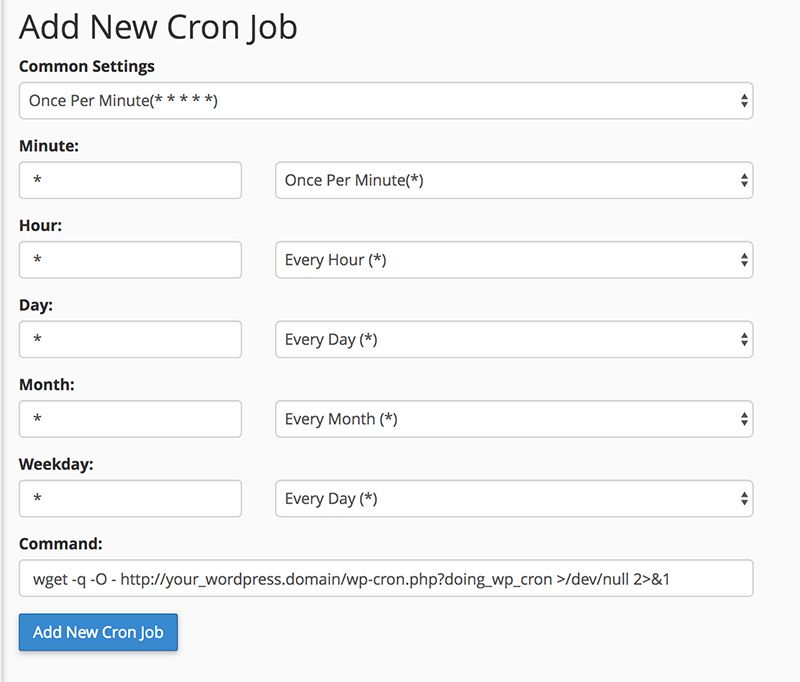 Add New Cron Job
Common Settings
Once Per Minute(* * * * *)
Minute:
* Once Per Minute(*)
Hour:
* Every Hour (*)
Day:
* Every Day (*)
Month:
* Every Month (*)
Weekday:
* Every Day (*)
Command:
wget -q -O - http://your_wordpress.domain/wp-cron.php?doing_wp_cron >/dev/null 2>&1
Add New Cron Job